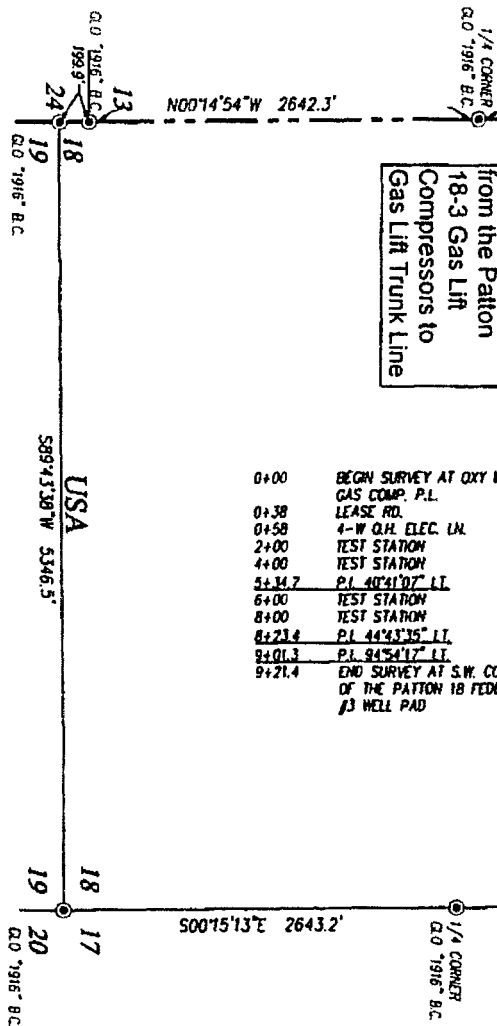 1/4 CORNER
GLO "1916" B.C.
N00°14'54"W 2642.3'
GLO "1916" B.C.
199.9'
13
24
18
19
GLO "1916" B.C.
from the Patton
18-3 Gas Lift
Compressors to
Gas Lift Trunk Line
0+00 BEGIN SURVEY AT OXY
GAS COMP. P.L.
0+38 LEASE RD.
0+58 4-W O.H. ELEC. LN.
2+00 TEST STATION
4+00 TEST STATION
5+34.7 P.I. 40°41'07" LT.
6+00 TEST STATION
8+00 TEST STATION
8+23.4 P.I. 44°43'35" LT.
9+01.3 P.I. 94°54'17" LT.
9+21.4 END SURVEY AT S.W. CO
OF THE PATTON 18 FEDE
#3 WELL PAD
USA
S89°43'38"W 5346.5'
1/4 CORNER
GLO "1916" B.C.
S00°15'13"E 2643.2'
18
17
19
20
GLO "1916" B.C.